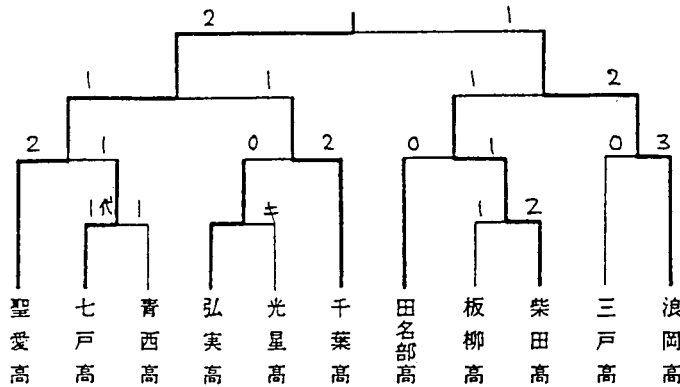 2 1
1 1 1 2
2 1 0 2 0 1 0 3
1代 1 キ 1 2
聖愛高
七戸高
青西高
弘実高
光星高
千葉高
田名部高
板柳高
柴田高
三戸高
浪岡高